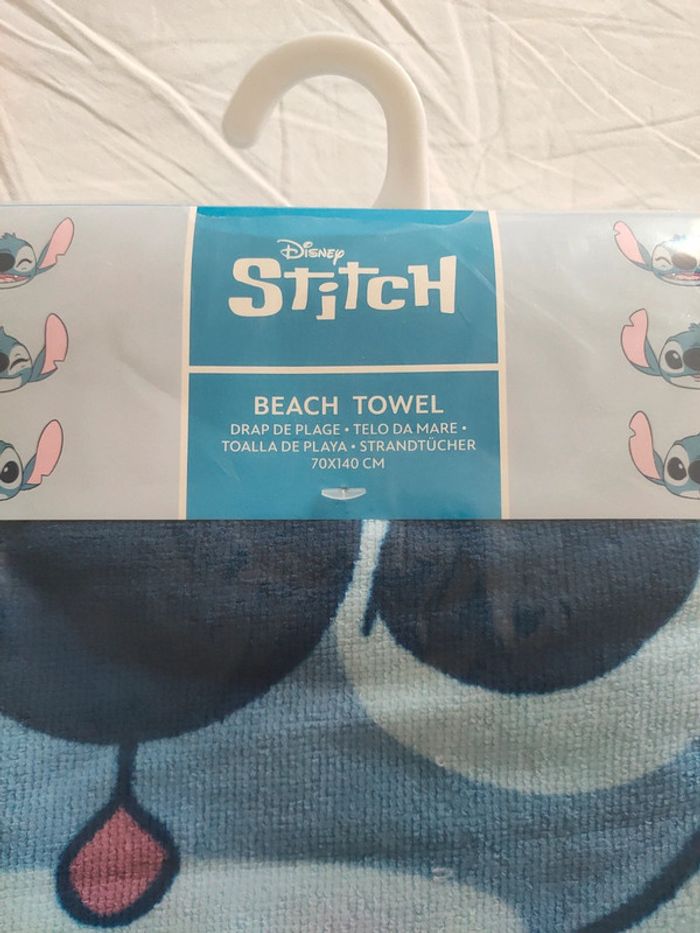 Disney
Stitch
BEACH TOWEL
DRAP DE PLAGE • TELO DA MARE •
TOALLA DE PLAYA • STRANDTÜCHER
70X140 CM